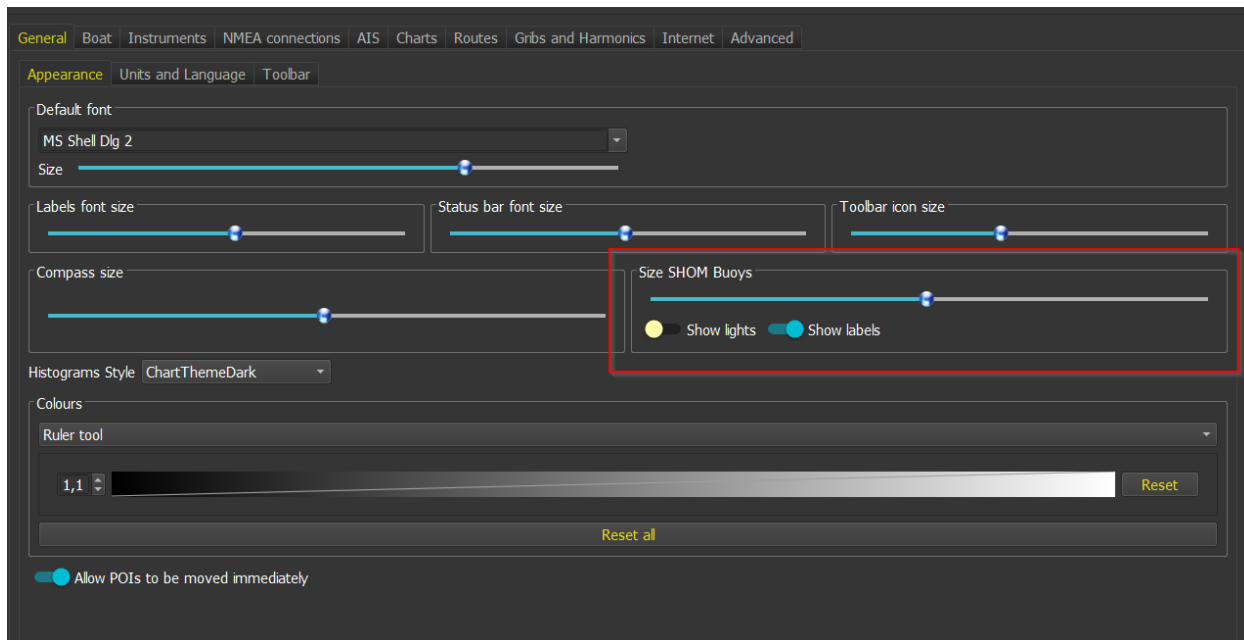 General Boat Instruments NMEA connections AIS Charts Routes Gribs and Harmonics Internet Advanced
Appearance Units and Language Toolbar
Default font
MS Shell Dlg 2
Size
Labels font size Status bar font size Toolbar icon size
Compass size Size SHOM Buoys
Show lights Show labels
Histograms Style ChartThemeDark
Colours
Ruler tool
1,1 Reset
Reset all
Allow POIs to be moved immediately